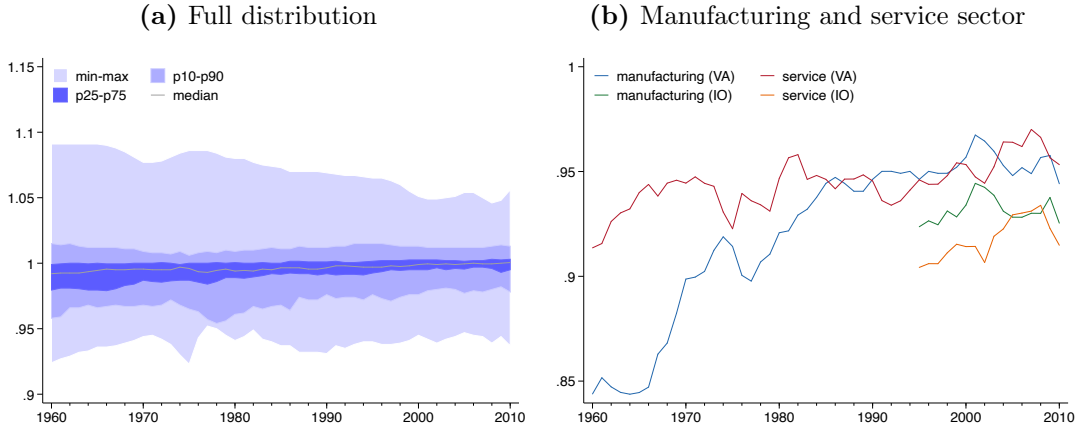 (a) Full distribution
1.15
1.1
1.05
1
.95
.9
min-max
p10-p90
p25-p75
median
1960 1970 1980 1990 2000 2010
(b) Manufacturing and service sector
1
.95
.9
.85
manufacturing (VA)
service (VA)
manufacturing (IO)
service (IO)
1960 1970 1980 1990 2000 2010